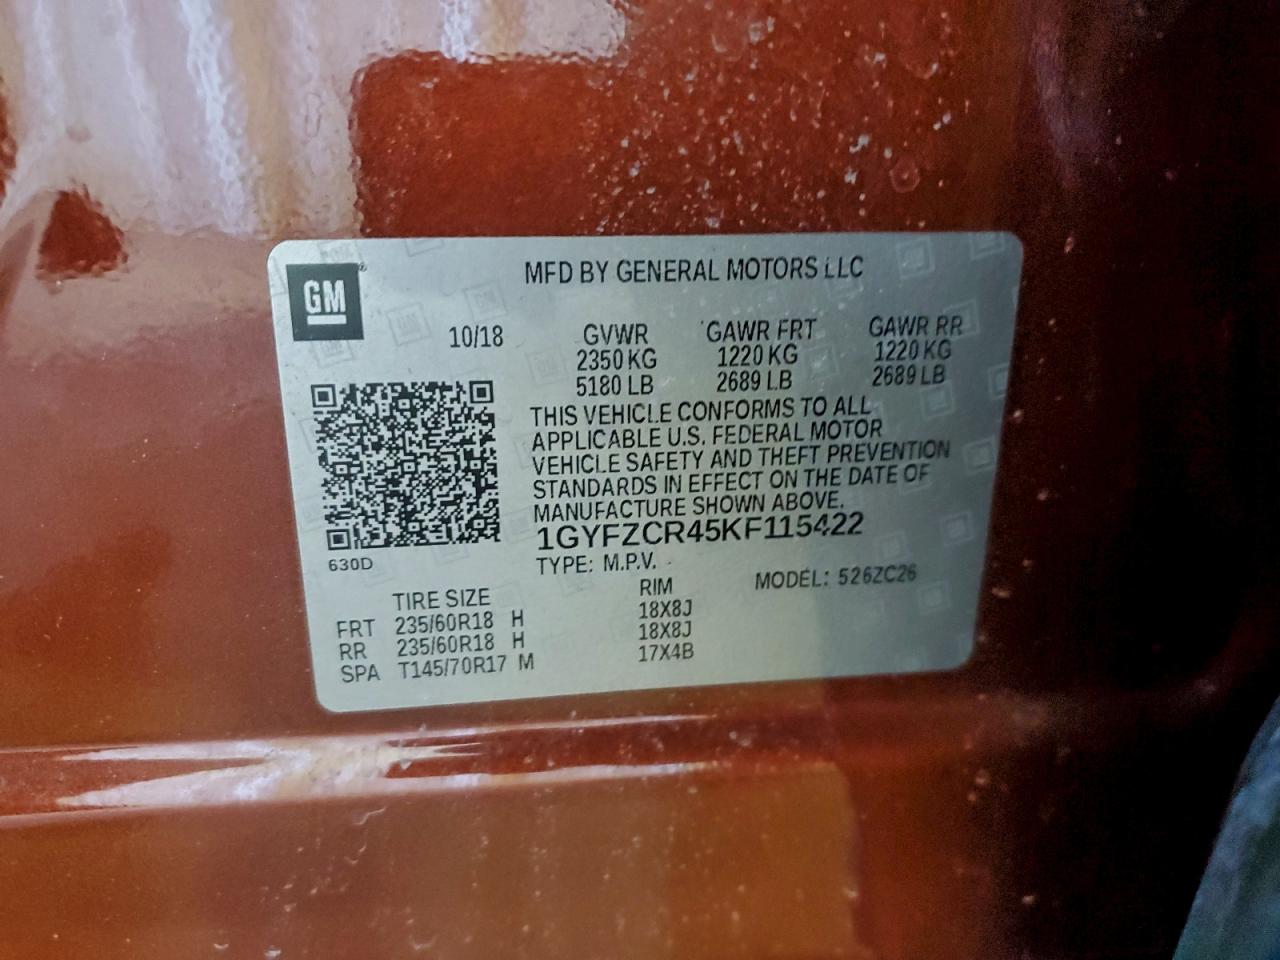 GM
MFD BY GENERAL MOTORS LLC
10/18 GVWR GAWR FRT GAWR RR
2350 KG 1220 KG 1220 KG
5180 LB 2689 LB 2689 LB
THIS VEHICLE CONFORMS TO ALL
APPLICABLE U.S. FEDERAL MOTOR
VEHICLE SAFETY AND THEFT PREVENTION
STANDARDS IN EFFECT ON THE DATE OF
MANUFACTURE SHOWN ABOVE.
1GYFZCR45KF115422
630D
TYPE: M.P.V. MODEL: 526ZC26
TIRE SIZE RIM
FRT 235/60R18 H 18X8J
RR 235/60R18 H 18X8J
SPA T145/70R17 M 17X4B